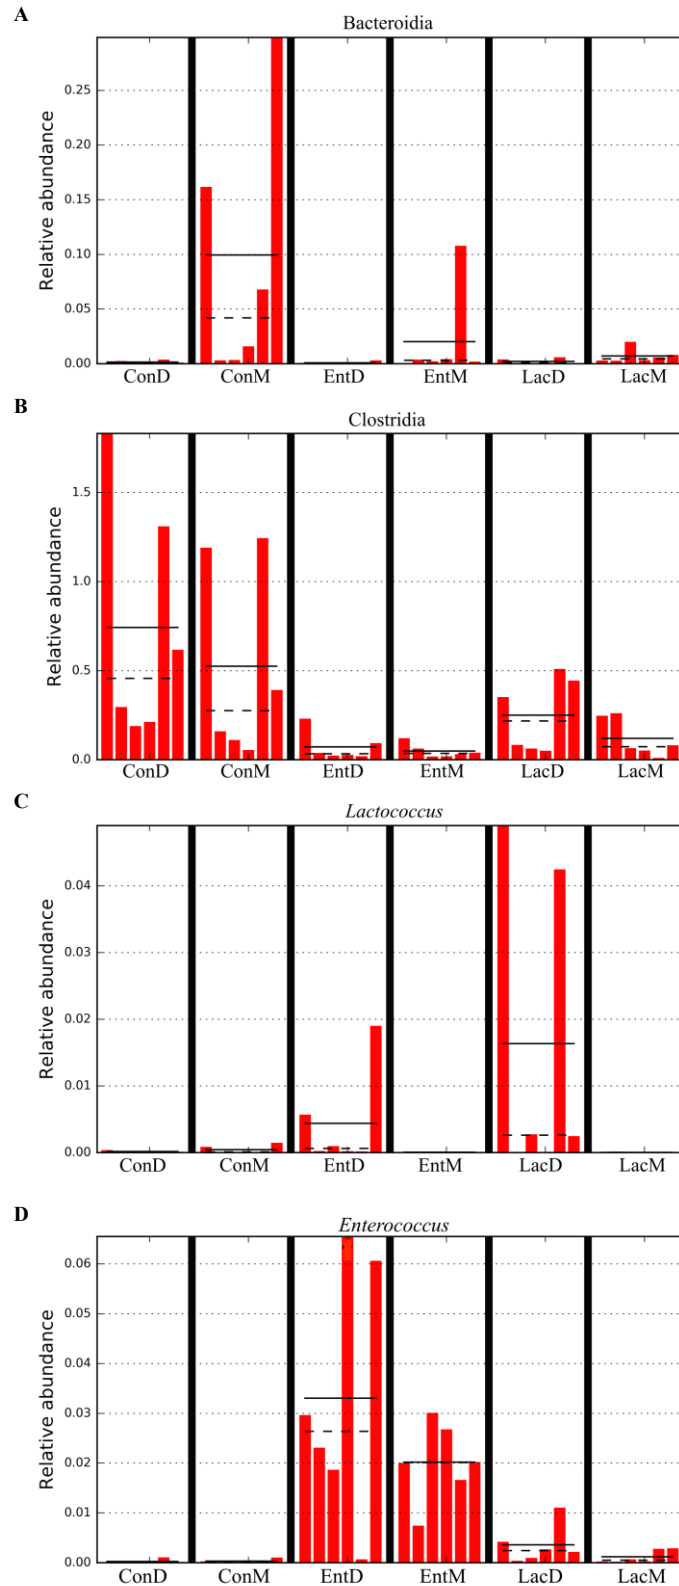 A
Bacteroidia
Relative abundance
0.25
0.20
0.15
0.10
0.05
0.00
ConD ConM EntD EntM LacD LacM
B
Clostridia
Relative abundance
1.5
1.0
0.5
0.0
ConD ConM EntD EntM LacD LacM
C
Lactococcus
Relative abundance
0.04
0.03
0.02
0.01
0.00
ConD ConM EntD EntM LacD LacM
D
Enterococcus
Relative abundance
0.06
0.05
0.04
0.03
0.02
0.01
0.00
ConD ConM EntD EntM LacD LacM